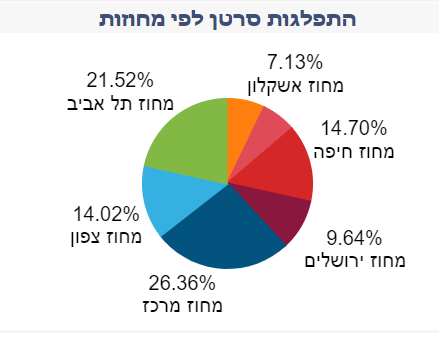 התפלגות סרטן לפי מחוזות
7.13%
מחוז אשקלון
21.52%
מחוז תל אביב
14.70%
מחוז חיפה
14.02%
מחוז צפון
9.64%
מחוז ירושלים
26.36%
מחוז מרכז